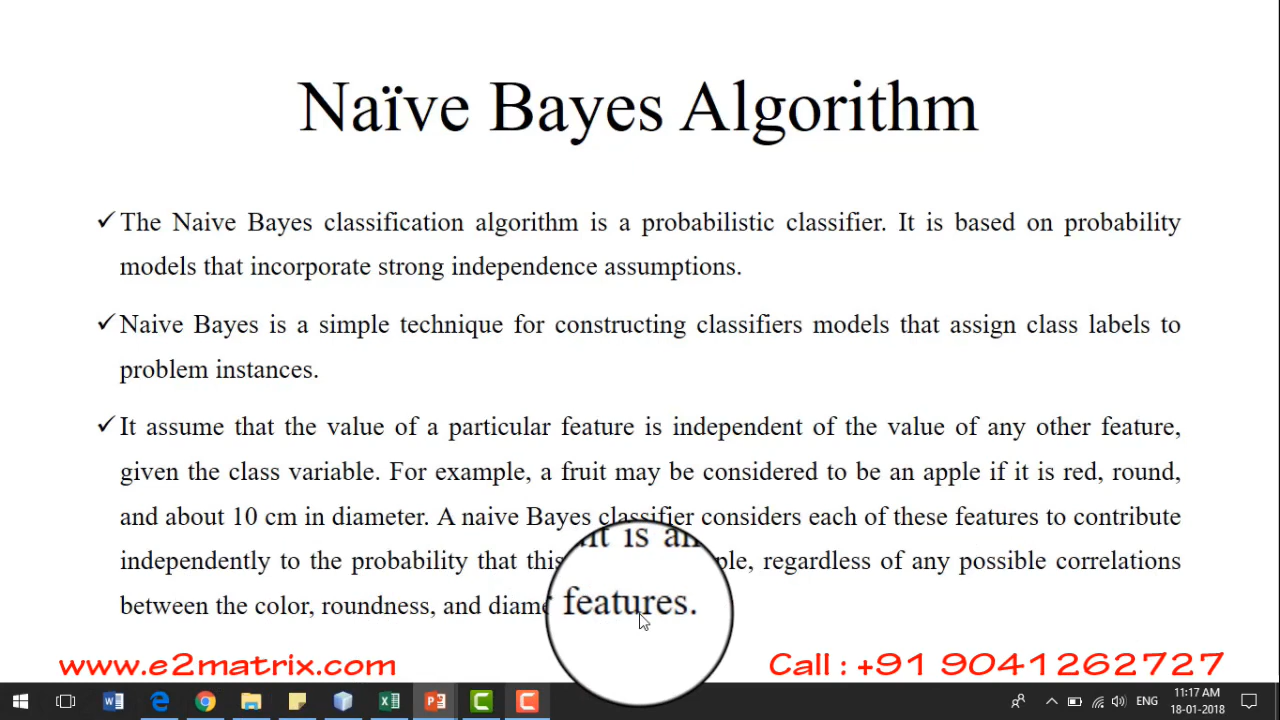 Naïve Bayes Algorithm
✓ The Naive Bayes classification algorithm is a probabilistic classifier. It is based on probability
models that incorporate strong independence assumptions.
✓ Naive Bayes is a simple technique for constructing classifiers models that assign class labels to
problem instances.
✓ It assume that the value of a particular feature is independent of the value of any other feature,
given the class variable. For example, a fruit may be considered to be an apple if it is red, round,
and about 10 cm in diameter. A naive Bayes classifier considers each of these features to contribute
independently to the probability that this is an regardless of any possible correlations
between the color, roundness, and features.
www.e2matrix.com Call : +91 9041262727
ENG
11:17 AM
18-01-2018